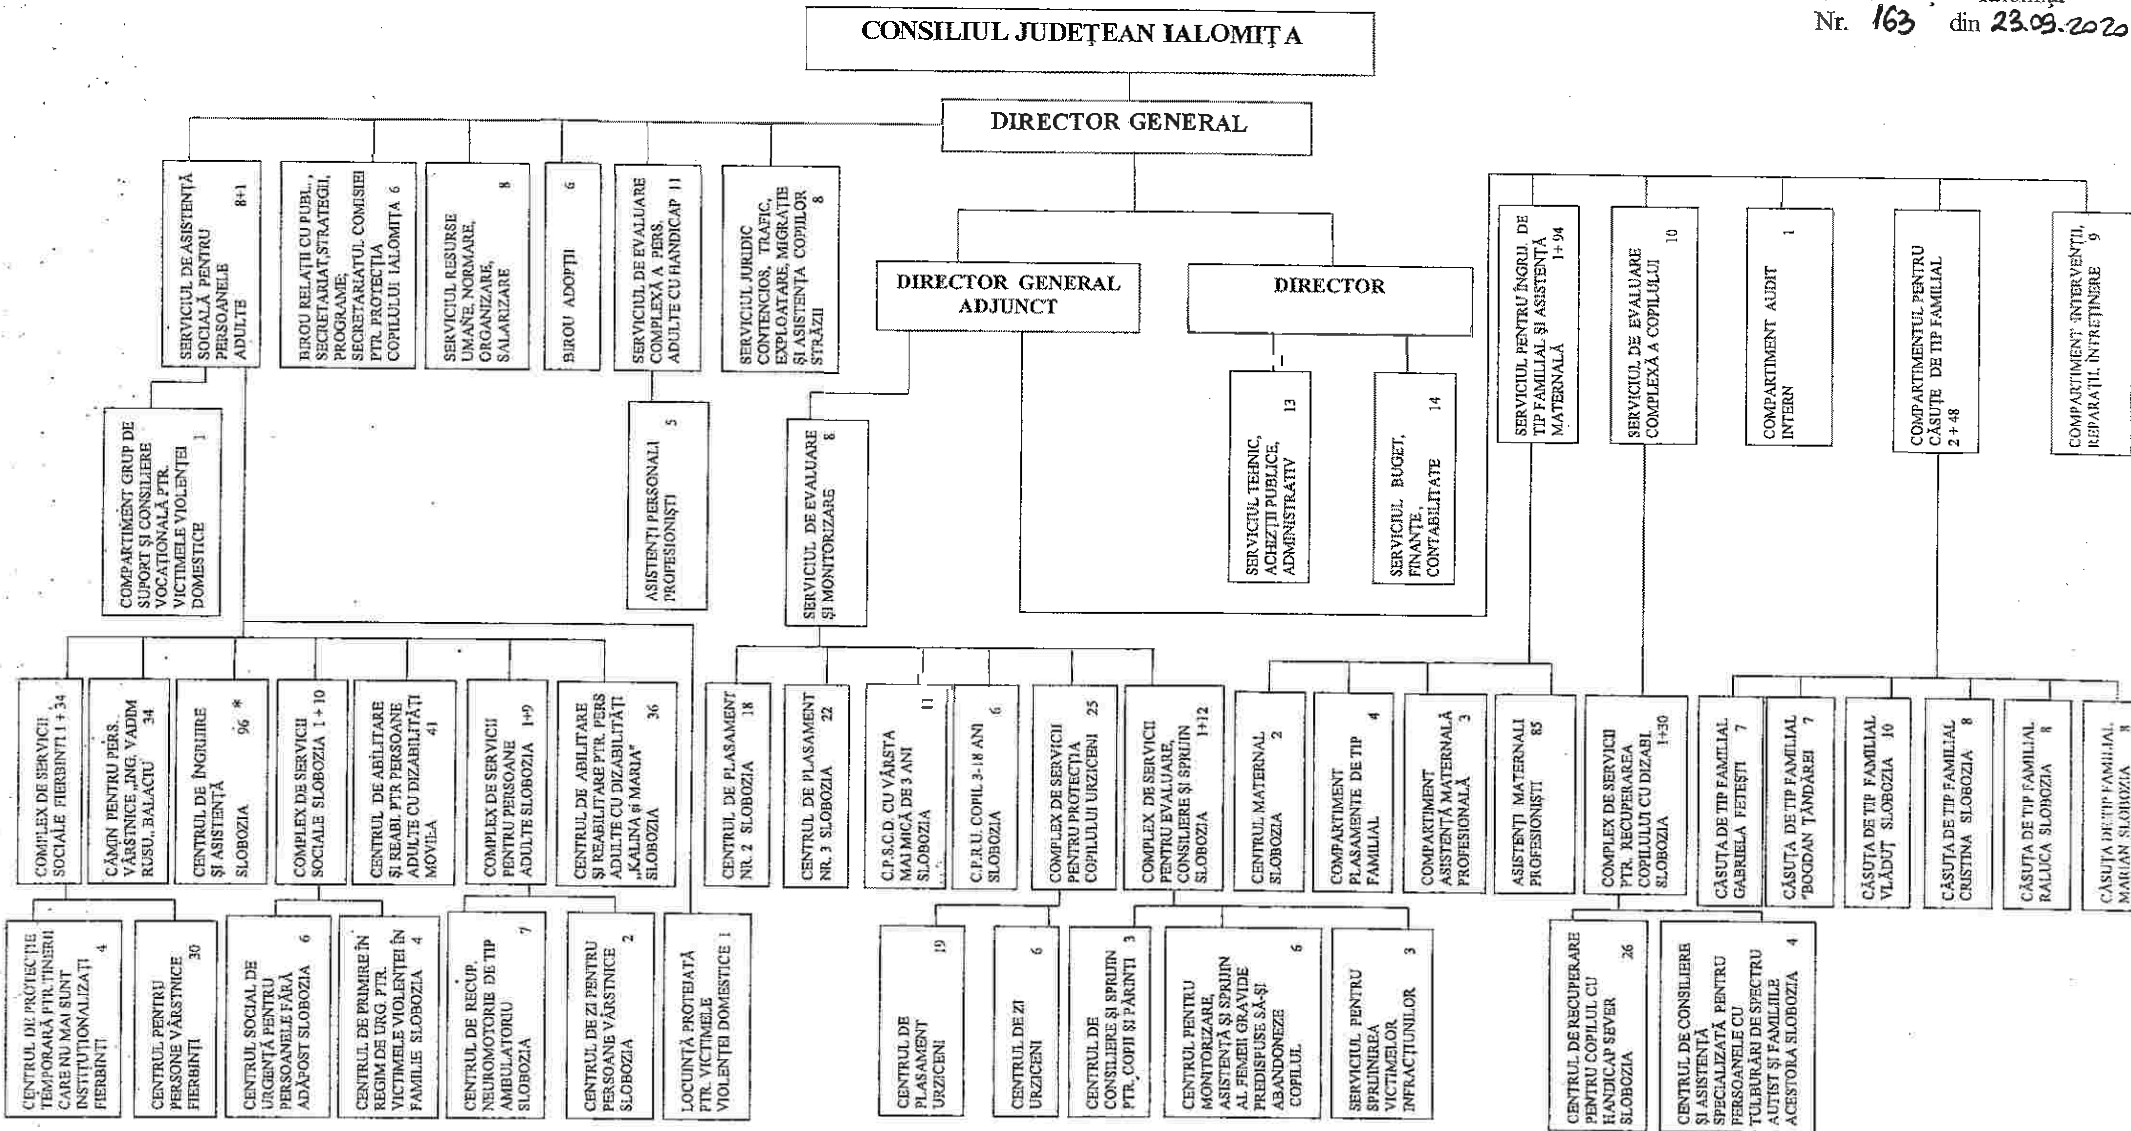 Nr. 163 din 23.09.2020
CONSILIUL JUDEȚEAN IALOMIȚA
DIRECTOR GENERAL
SERVICIUL DE ASISTENȚĂ
SOCIALĂ PENTRU
PERSOANELE
ADULTE 8+1
BIROU RELAȚII CU PUBL.,
SECRETARIAT,STRATEGII,
PROGRAME;
SECRETARIATUL COMISIEI
PTR. PROTECȚIA
COPILULUI IALOMIȚA 6
SERVICIUL RESURSE
UMANE, NORMARE,
ORGANIZARE,
SALARIZARE 8
BIROU ADOPȚII 6
SERVICIUL DE EVALUARE
COMPLEXĂ A PERS.
ADULTE CU HANDICAP 11
SERVICIUL JURIDIC
CONTENCIOS, TRAFIC,
EXPLOATARE, MIGRAȚIE
ȘI ASISTENȚA COPIILOR
STRĂZII 8
DIRECTOR GENERAL
ADJUNCT
DIRECTOR
SERVICIUL PENTRU ÎNGRIJ. DE
TIP FAMILIAL ȘI ASISTENȚĂ
MATERNALĂ 1+ 94
SERVICIUL DE EVALUARE
COMPLEXĂ A COPILULUI 10
COMPARTIMENT AUDIT
INTERN 1
COMPARTIMENTUL PENTRU
CĂSUȚE DE TIP FAMILIAL
2 + 48
COMPARTIMENT INTERVENȚII,
REPARAȚII, ÎNTREȚINERE 9
COMPARTIMENT GRUP DE
SUPORT ȘI CONSILIERE
VOCAȚIONALĂ PTR.
VICTIMELE VIOLENȚEI
DOMESTICE 1
ASISTENȚI PERSONALI
PROFESIONIȘTI 5
SERVICIUL DE EVALUARE
ȘI MONITORIZARE 8
SERVICIUL TEHNIC,
ACHIZIȚII PUBLICE,
ADMINISTRATIV 13
SERVICIUL BUGET,
FINANȚE,
CONTABILITATE 14
COMPLEX DE SERVICII
SOCIALE FIERBINȚI 1 + 34
CĂMIN PENTRU PERS..
VÂRSTNICE „ING. VADIM
RUSU,, BALACIU 34
CENTRUL DE ÎNGRIJIRE
ȘI ASISTENȚĂ
SLOBOZIA 96 *
COMPLEX DE SERVICII
SOCIALE SLOBOZIA 1 + 10
CENTRUL DE ABILITARE
ȘI REABI. PTR PERSOANE
ADULTE CU DIZABILITĂȚI
MOVILA 41
COMPLEX DE SERVICII
PENTRU PERSOANE
ADULTE SLOBOZIA 1+9
CENTRUL DE ABILITARE
ȘI REABILITARE PTR. PERS
ADULTE CU DIZABILITĂȚI
„KALINA și MARIA”
SLOBOZIA 36
CENTRUL DE PLASAMENT
NR. 2 SLOBOZIA 18
CENTRUL DE PLASAMENT
NR. 3 SLOBOZIA 22
C.P.S.C.D. CU VÂRSTA
MAI MICĂ DE 3 ANI
SLOBOZIA 11
C.P.R.U. COPIL 3-18 ANI
SLOBOZIA 6
COMPLEX DE SERVICII
PENTRU PROTECȚIA
COPILULUI URZICENI 25
COMPLEX DE SERVICII
PENTRU EVALUARE,
CONSILIERE ȘI SPRIJIN
SLOBOZIA 1+12
CENTRUL MATERNAL
SLOBOZIA 2
COMPARTIMENT
PLASAMENTE DE TIP
FAMILIAL 4
COMPARTIMENT
ASISTENȚĂ MATERNALĂ
PROFESIONALĂ 3
ASISTENȚI MATERNALI
PROFESIONIȘTI 85
COMPLEX DE SERVICII
PTR. RECUPERAREA
COPILULUI CU DIZABI.
SLOBOZIA 1+30
CĂSUȚA DE TIP FAMILIAL
GABRIELA FETEȘTI 7
CĂSUȚA DE TIP FAMILIAL
"BOGDAN ȚĂNDĂREI 7
CĂSUȚA DE TIP FAMILIAL
VLĂDUȚ SLOBOZIA 10
CĂSUȚA DE TIP FAMILIAL
CRISTINA SLOBOZIA 8
CĂSUȚA DE TIP FAMILIAL
RALUCA SLOBOZIA 8
CĂSUȚA DE TIP FAMILIAL
MARIAN SLOBOZIA 8
CENTRUL DE PROTECȚIE
TEMPORARĂ PTR.TINERII
CARE NU MAI SUNT
INSTITUȚIONALIZAȚI
FIERBINȚI 4
CENTRUL PENTRU
PERSONE VÂRSTNICE
FIERBINȚI 30
CENTRUL SOCIAL DE
URGENȚĂ PENTRU
PERSOANELE FĂRĂ
ADĂPOST SLOBOZIA 6
CENTRUL DE PRIMIRE ÎN
REGIM DE URG. PTR.
VICTIMELE VIOLENȚEI ÎN
FAMILIE SLOBOZIA 4
CENTRUL DE RECUP.
NEUROMOTORIE DE TIP
AMBULATORIU
SLOBOZIA 7
CENTRUL DE ZI PENTRU
PERSOANE VÂRSTNICE
SLOBOZIA 2
LOCUINȚĂ PROTEJATĂ
PTR. VICTIMELE
VIOLENȚEI DOMESTICE 1
CENTRUL DE
PLASAMENT
URZICENI 19
CENTRUL DE ZI
URZICENI 6
CENTRUL DE
CONSILIERE ȘI SPRIJIN
PTR, COPII ȘI PĂRINȚI 3
CENTRUL PENTRU
MONITORIZARE,
ASISTENȚĂ ȘI SPRIJIN
AL FEMEII GRAVIDE
PREDISPUSE SĂ-ȘI
ABANDONEZE
COPILUL 6
SERVICIUL PENTRU
SPRIJINIREA
VICTIMELOR
INFRACȚIUNILOR 3
CENTRUL DE RECUPERARE
PENTRU COPILUL CU
HANDICAP SEVER
SLOBOZIA 26
CENTRUL DE CONSILIERE
ȘI ASISTENȚĂ
SPECIALIZATĂ PENTRU
PERSOANELE CU
TULBURĂRI DE SPECTRU
AUTIST ȘI FAMILIILE
ACESTORA SLOBOZIA 4